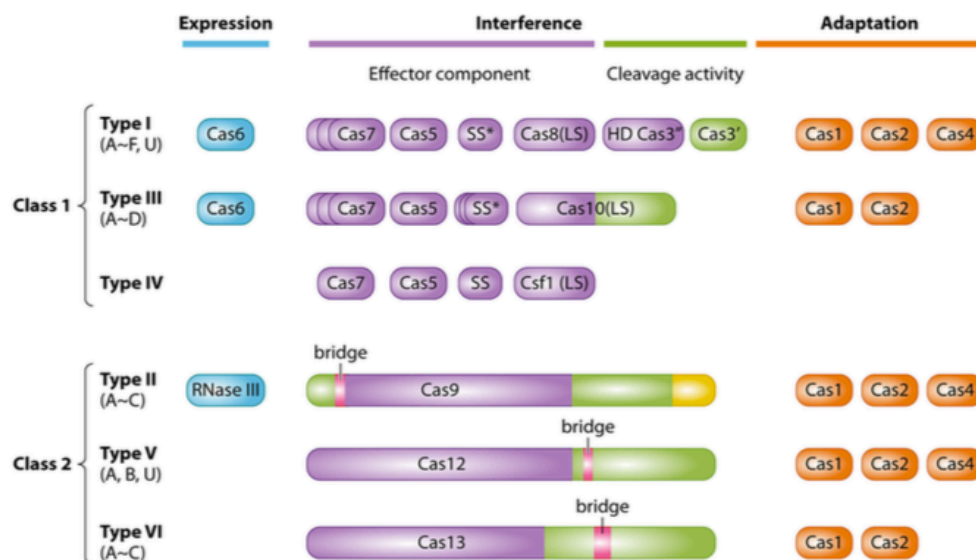 Expression Interference Adaptation
Effector component Cleavage activity
Class 1
Type I
(A~F, U)
Cas6 Cas7 Cas5 SS* Cas8(LS) HD Cas3″ Cas3′ Cas1 Cas2 Cas4
Type III
(A~D)
Cas6 Cas7 Cas5 SS* Cas10(LS) Cas1 Cas2
Type IV
Cas7 Cas5 SS Csf1 (LS)
Class 2
bridge
Type II
(A~C)
RNase III Cas9 Cas1 Cas2 Cas4
bridge
Type V
(A, B, U)
Cas12 Cas1 Cas2 Cas4
bridge
Type VI
(A~C)
Cas13 Cas1 Cas2